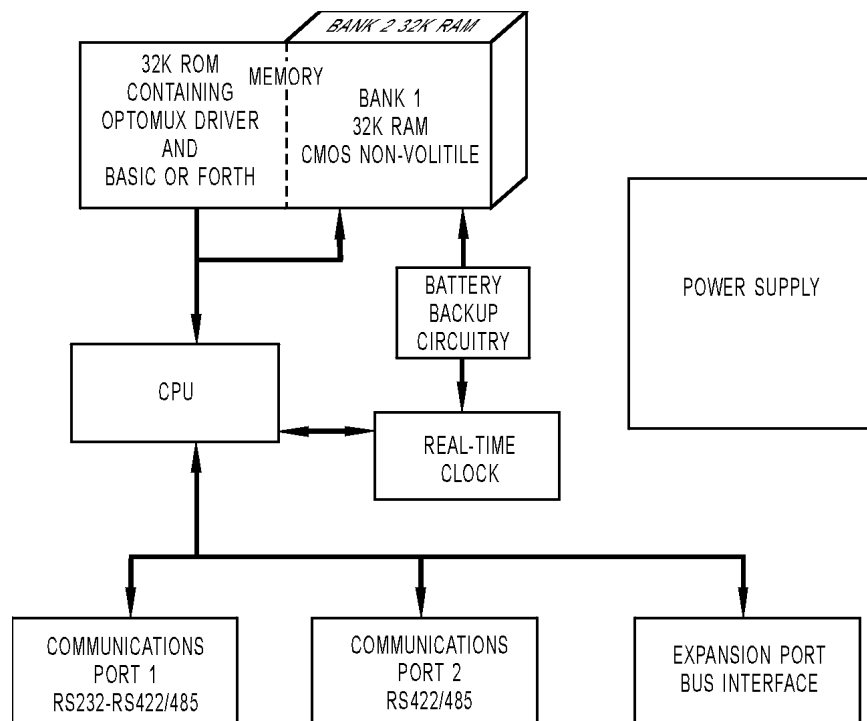 BANK 2 32K RAM
32K ROM
CONTAINING
OPTOMUX DRIVER
AND
BASIC OR FORTH
MEMORY
BANK 1
32K RAM
CMOS NON-VOLITILE
BATTERY
BACKUP
CIRCUITRY
POWER SUPPLY
CPU
REAL-TIME
CLOCK
COMMUNICATIONS
PORT 1
RS232-RS422/485
COMMUNICATIONS
PORT 2
RS422/485
EXPANSION PORT
BUS INTERFACE